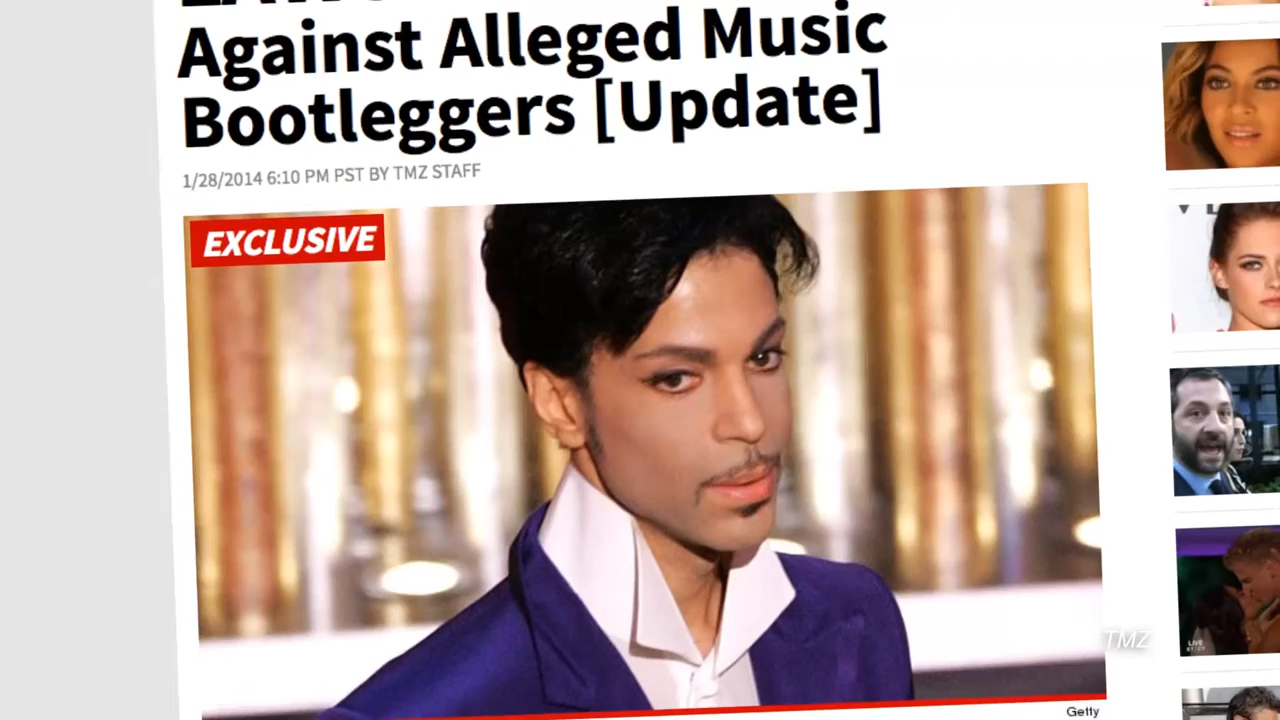 Against Alleged Music
Bootleggers [Update]
1/28/2014 6:10 PM PST BY TMZ STAFF
EXCLUSIVE
TMZ
Getty